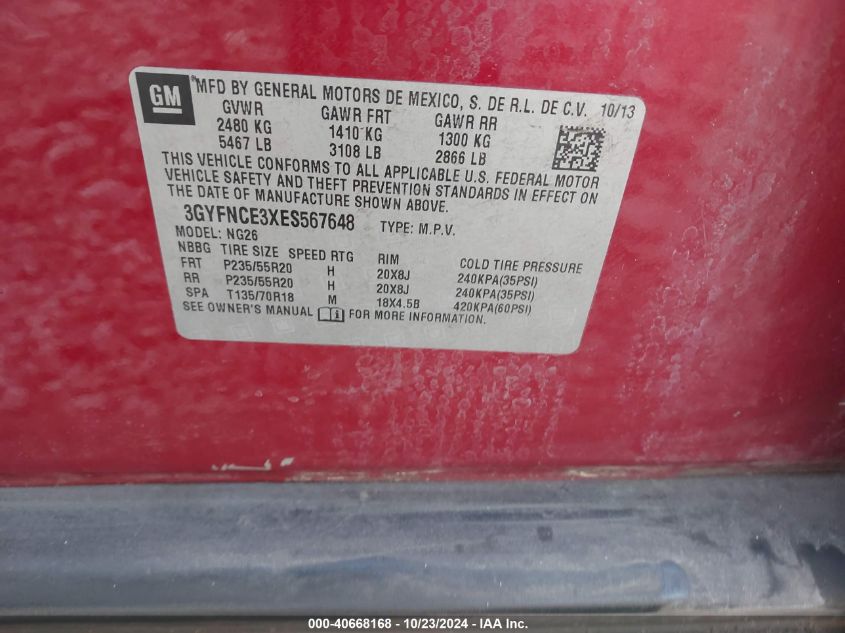 GM
MFD BY GENERAL MOTORS DE MEXICO, S. DE R.L. DE C.V. 10/13
GVWR GAWR FRT GAWR RR
2480 KG 1410 KG 1300 KG
5467 LB 3108 LB 2866 LB
THIS VEHICLE CONFORMS TO ALL APPLICABLE U.S. FEDERAL MOTOR
VEHICLE SAFETY AND THEFT PREVENTION STANDARDS IN EFFECT ON
THE DATE OF MANUFACTURE SHOWN ABOVE.
3GYFNCE3XES567648 TYPE: M.P.V.
MODEL: NG26
NBBG TIRE SIZE SPEED RTG RIM COLD TIRE PRESSURE
FRT P235/55R20 H 20X8J 240KPA(35PSI)
RR P235/55R20 H 20X8J 240KPA(35PSI)
SPA T135/70R18 M 18X4.5B 420KPA(60PSI)
SEE OWNER'S MANUAL FOR MORE INFORMATION.
000-40668168 - 10/23/2024 - IAA Inc.